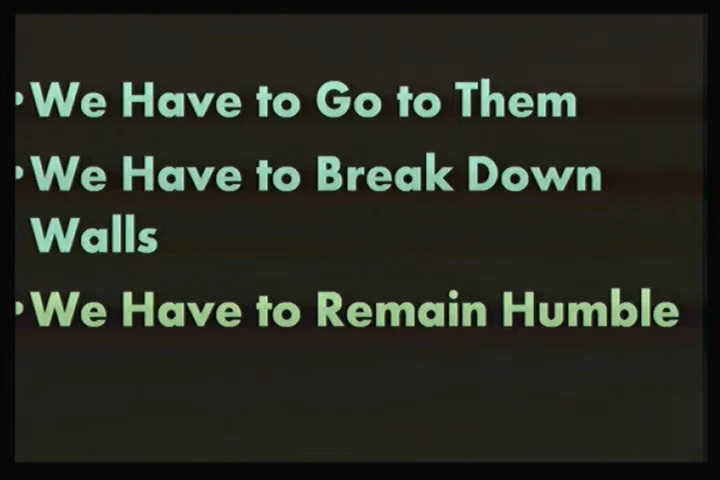 • We Have to Go to Them
• We Have to Break Down
Walls
• We Have to Remain Humble